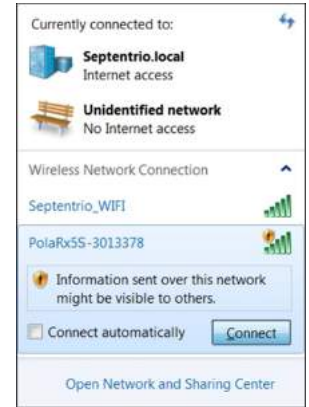 Currently connected to:
Septentrio.local
Internet access
Unidentified network
No Internet access
Wireless Network Connection
Septentrio_WIFI
PolaRx5S-3013378
Information sent over this network
might be visible to others.
Connect automatically
Connect
Open Network and Sharing Center